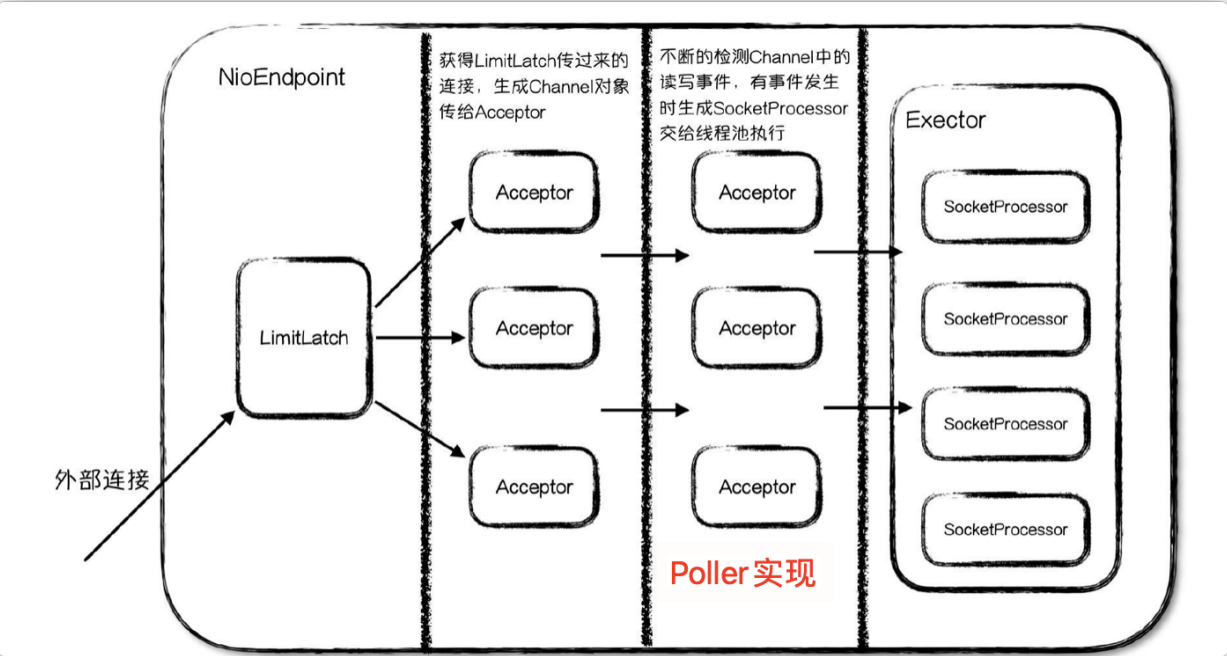 NioEndpoint
获得LimitLatch传过来的
连接，生成Channel对象
传给Acceptor
不断的检测Channel中的
读写事件，有事件发生
时生成SocketProcessor
交给线程池执行
Exector
Acceptor
Acceptor
SocketProcessor
LimitLatch
Acceptor
Acceptor
SocketProcessor
SocketProcessor
外部连接
Acceptor
Acceptor
SocketProcessor
Poller实现